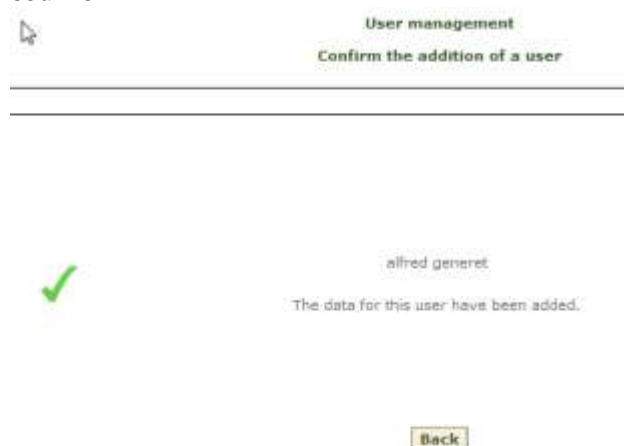 User management
Confirm the addition of a user
alfred generet
The data for this user have been added.
Back